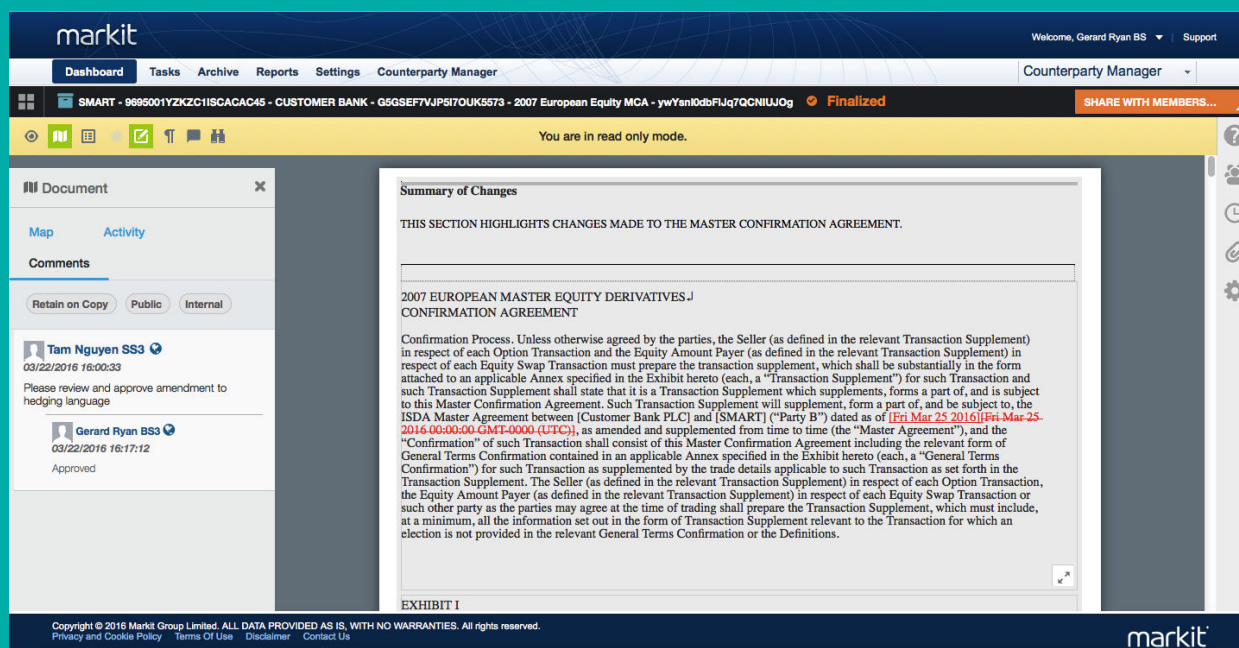 markit
Welcome, Gerard Ryan BS
Support
Dashboard Tasks Archive Reports Settings Counterparty Manager
Counterparty Manager
SMART - 9695001YZKZC1ISCACAC45 - CUSTOMER BANK - G5GSEF7VJP5I7OUK5573 - 2007 European Equity MCA - ywYsnI0dbFIJq7QCNIUJOg Finalized
SHARE WITH MEMBERS...
You are in read only mode.
Document
Map Activity
Comments
Retain on Copy Public Internal
Tam Nguyen SS3
03/22/2016 16:00:33
Please review and approve amendment to
hedging language
Gerard Ryan BS3
03/22/2016 16:17:12
Approved
Summary of Changes
THIS SECTION HIGHLIGHTS CHANGES MADE TO THE MASTER CONFIRMATION AGREEMENT.
2007 EUROPEAN MASTER EQUITY DERIVATIVES↲
CONFIRMATION AGREEMENT
Confirmation Process. Unless otherwise agreed by the parties, the Seller (as defined in the relevant Transaction Supplement)
in respect of each Option Transaction and the Equity Amount Payer (as defined in the relevant Transaction Supplement) in
respect of each Equity Swap Transaction must prepare the transaction supplement, which shall be substantially in the form
attached to an applicable Annex specified in the Exhibit hereto (each, a “Transaction Supplement”) for such Transaction and
such Transaction Supplement shall state that it is a Transaction Supplement which supplements, forms a part of, and is subject
to this Master Confirmation Agreement. Such Transaction Supplement will supplement, form a part of, and be subject to, the
ISDA Master Agreement between [Customer Bank PLC] and [SMART] (“Party B”) dated as of [Fri Mar 25 2016][Fri Mar 25
2016 00:00:00 GMT-0000 (UTC)], as amended and supplemented from time to time (the “Master Agreement”), and the
“Confirmation” of such Transaction shall consist of this Master Confirmation Agreement including the relevant form of
General Terms Confirmation contained in an applicable Annex specified in the Exhibit hereto (each, a “General Terms
Confirmation”) for such Transaction as supplemented by the trade details applicable to such Transaction as set forth in the
Transaction Supplement. The Seller (as defined in the relevant Transaction Supplement) in respect of each Option Transaction,
the Equity Amount Payer (as defined in the relevant Transaction Supplement) in respect of each Equity Swap Transaction or
such other party as the parties may agree at the time of trading shall prepare the Transaction Supplement, which must include,
at a minimum, all the information set out in the form of Transaction Supplement relevant to the Transaction for which an
election is not provided in the relevant General Terms Confirmation or the Definitions.
EXHIBIT I
Copyright © 2016 Markit Group Limited. ALL DATA PROVIDED AS IS, WITH NO WARRANTIES. All rights reserved.
Privacy and Cookie Policy Terms Of Use Disclaimer Contact Us
markit